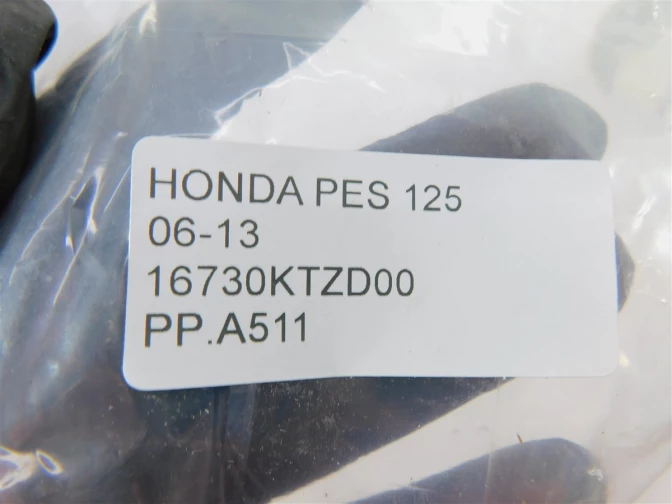 HONDA PES 125
06-13
16730KTZD00
PP.A511